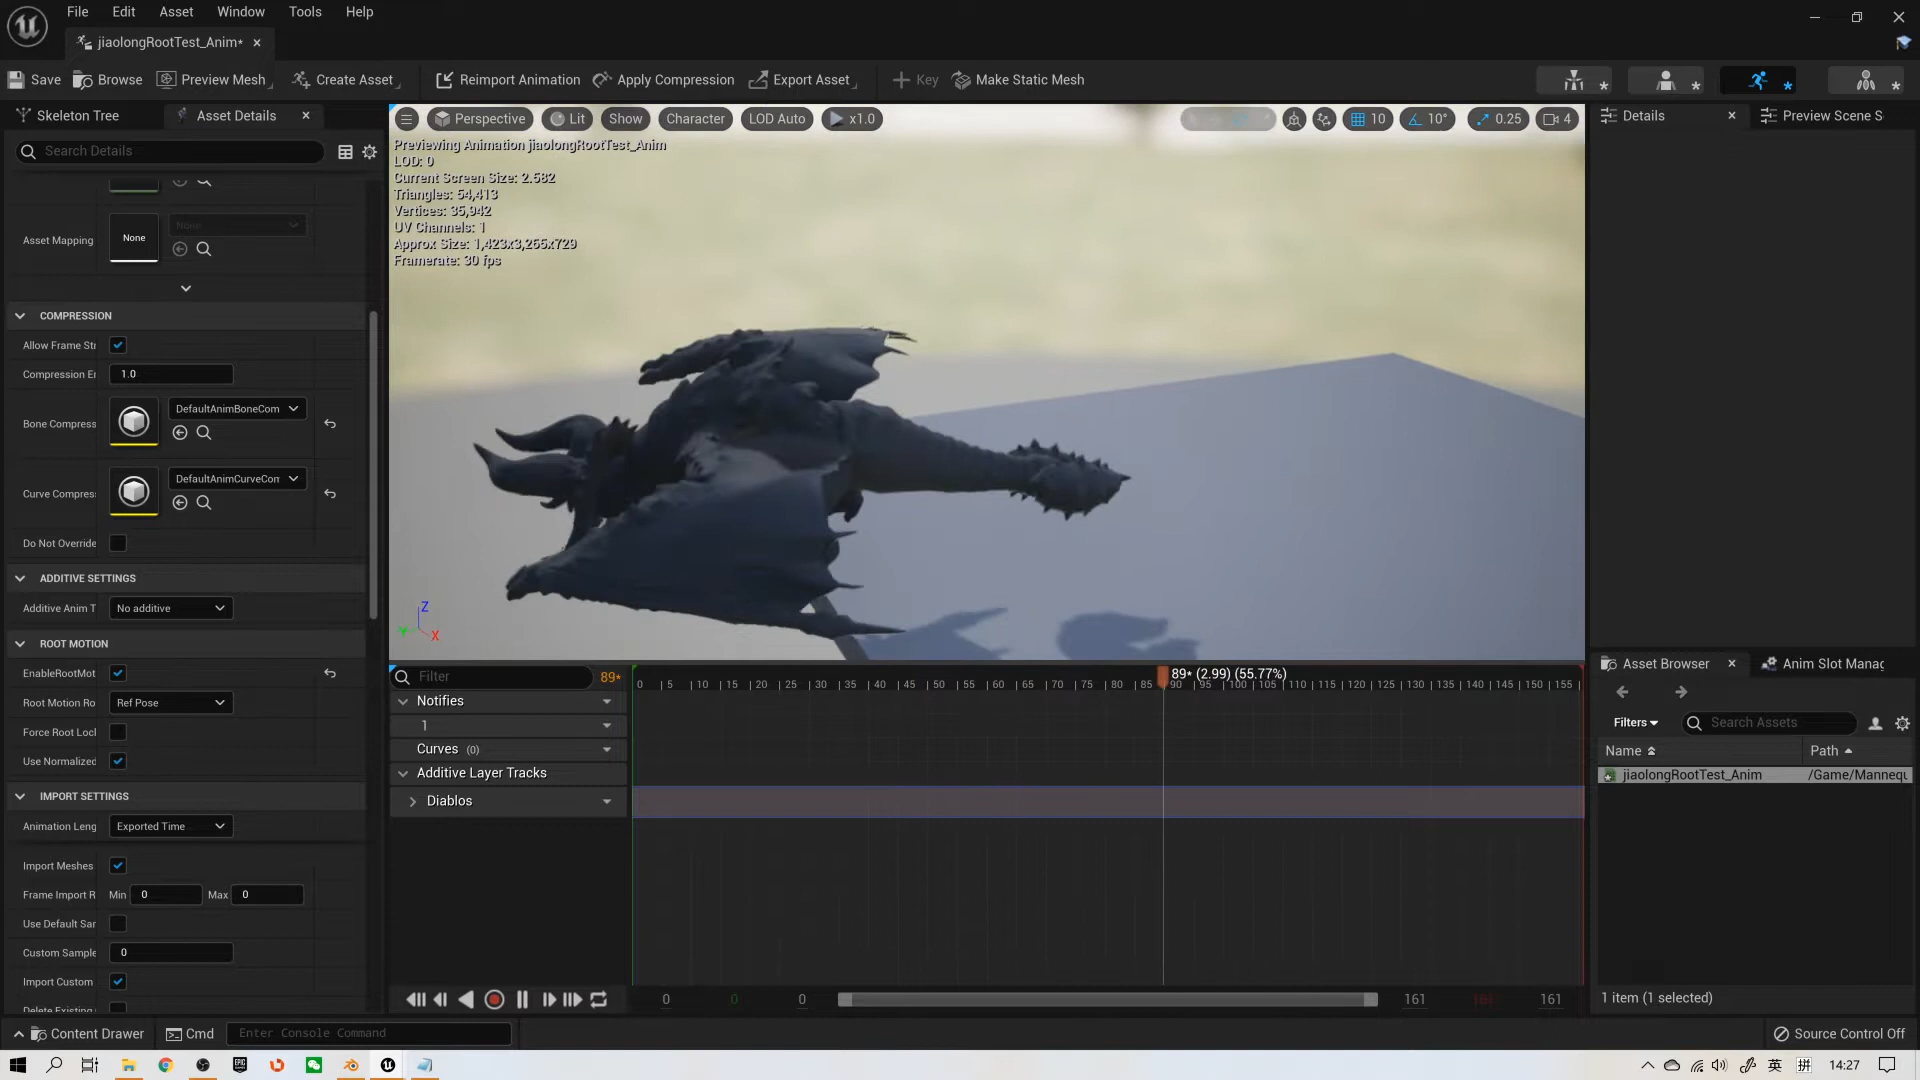 File Edit Asset Window Tools Help
jiaolongRootTest_Anim*
Save Browse Preview Mesh Create Asset Reimport Animation Apply Compression Export Asset Key Make Static Mesh
Skeleton Tree Asset Details
Search Details
Perspective Lit Show Character LOD Auto x1.0
10 10° 0.25 4
Details Preview Scene S
Previewing Animation jiaolongRootTest_Anim
LOD: 0
Current Screen Size: 2.582
Triangles: 54,413
Vertices: 35,942
UV Channels: 1
Approx Size: 1,423x3,265x729
Framerate: 30 fps
Asset Mapping None None
COMPRESSION
Allow Frame Str
Compression Er 1.0
Bone Compress DefaultAnimBoneCom
Curve Compres DefaultAnimCurveCom
Do Not Override
ADDITIVE SETTINGS
Additive Anim T No additive
ROOT MOTION
EnableRootMot
Root Motion Ro Ref Pose
Force Root Locl
Use Normalized
IMPORT SETTINGS
Animation Leng Exported Time
Import Meshes
Frame Import R Min 0 Max 0
Use Default Sar
Custom Sample 0
Import Custom
Delete Existing
Z
Y
X
Filter 89*
89* (2.99) (55.77%)
0 5 10 15 20 25 30 35 40 45 50 55 60 65 70 75 80 85 90 95 100 105 110 115 120 125 130 135 140 145 150 155
Notifies
1
Curves (0)
Additive Layer Tracks
Diablos
0 0 0 161 161
Asset Browser Anim Slot Manag
Filters Search Assets
Name Path
jiaolongRootTest_Anim /Game/Mannequ
1 item (1 selected)
Content Drawer Cmd Enter Console Command Source Control Off
EPIC
英 拼 14:27